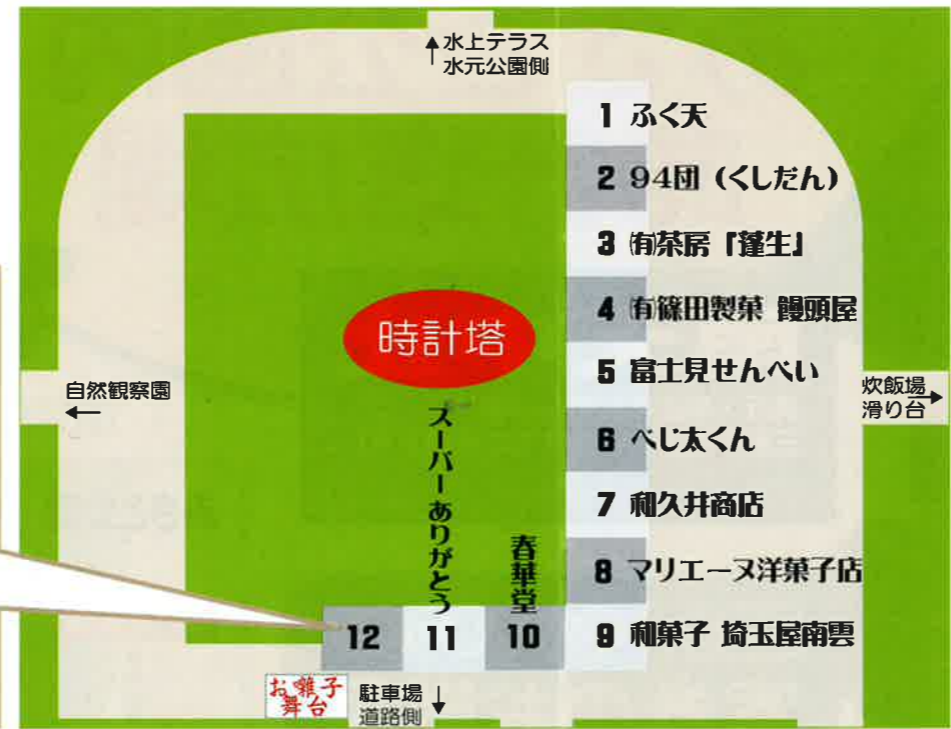 ↑水上テラス
水元公園側
1 ふく天
2 94団（くしだん）
3 ㈲茶房『蓬生』
4 ㈲篠田製菓 饅頭屋
5 富士見せんべい
6 べじ太くん
7 和久井商店
8 マリエーヌ洋菓子店
9 和菓子 埼玉屋南雲
時計塔
自然観察園
←
炊飯場
滑り台→
スーパーありがとう
春華堂
12 11 10
お囃子
舞台
駐車場↓
道路側